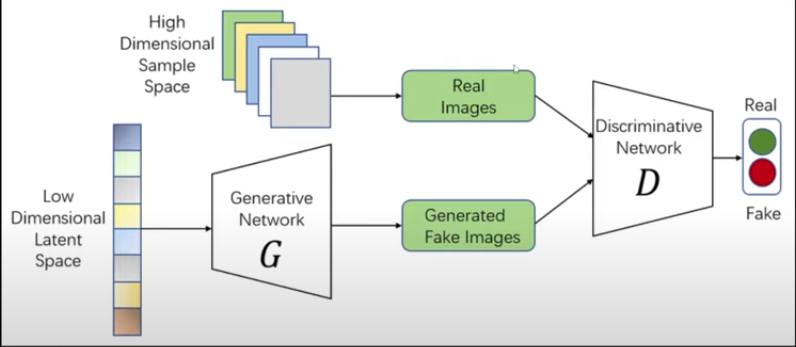 High
Dimensional
Sample
Space
Real
Images
Discriminative
Network
D
Real
Fake
Low
Dimensional
Latent
Space
Generative
Network
G
Generated
Fake Images